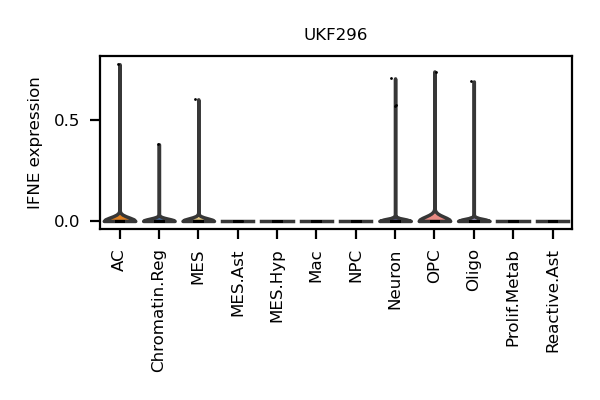 UKF296
IFNE expression
0.5
0.0
AC
Chromatin.Reg
MES
MES.Ast
MES.Hyp
Mac
NPC
Neuron
OPC
Oligo
Prolif.Metab
Reactive.Ast